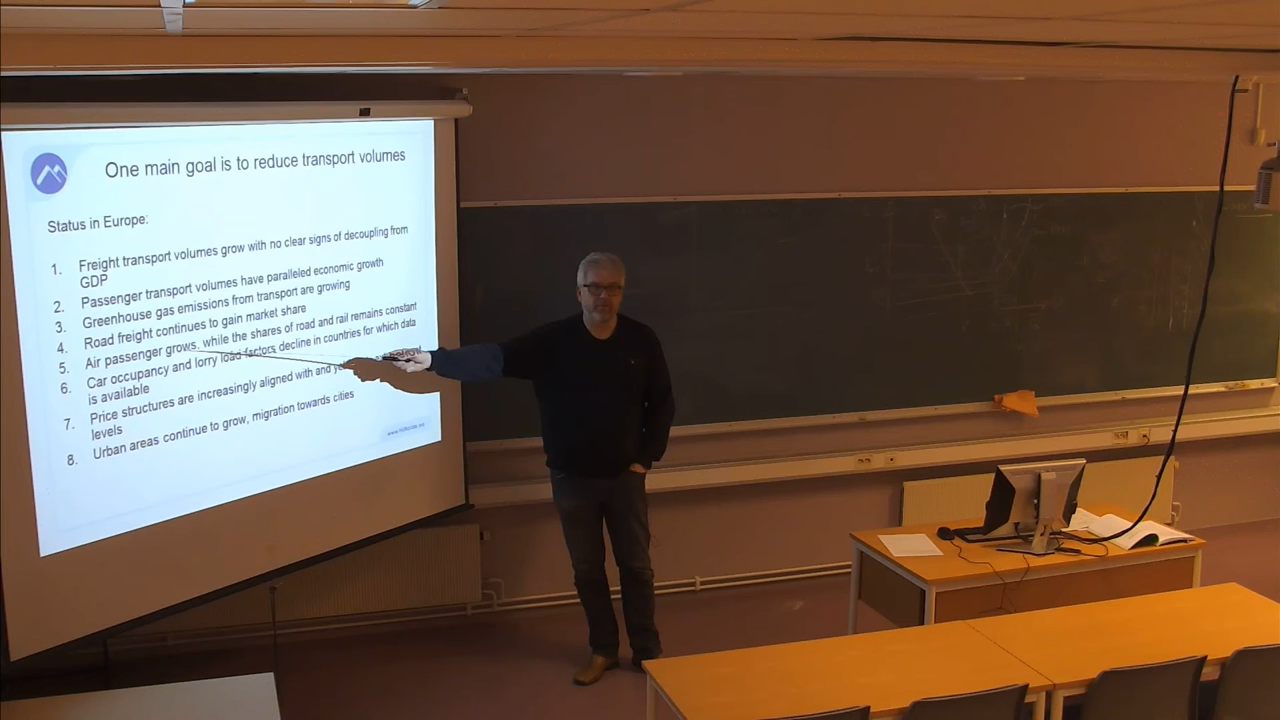 One main goal is to reduce transport volumes
Status in Europe:
1. Freight transport volumes grow with no clear signs of decoupling from
GDP
2. Passenger transport volumes have paralleled economic growth
3. Greenhouse gas emissions from transport are growing
4. Road freight continues to gain market share
5. Air passenger grows, while the shares of road and rail remains constant
6. Car occupancy and lorry load factors decline in countries for which data
is available
7. Price structures are increasingly aligned with and
levels
8. Urban areas continue to grow, migration towards cities